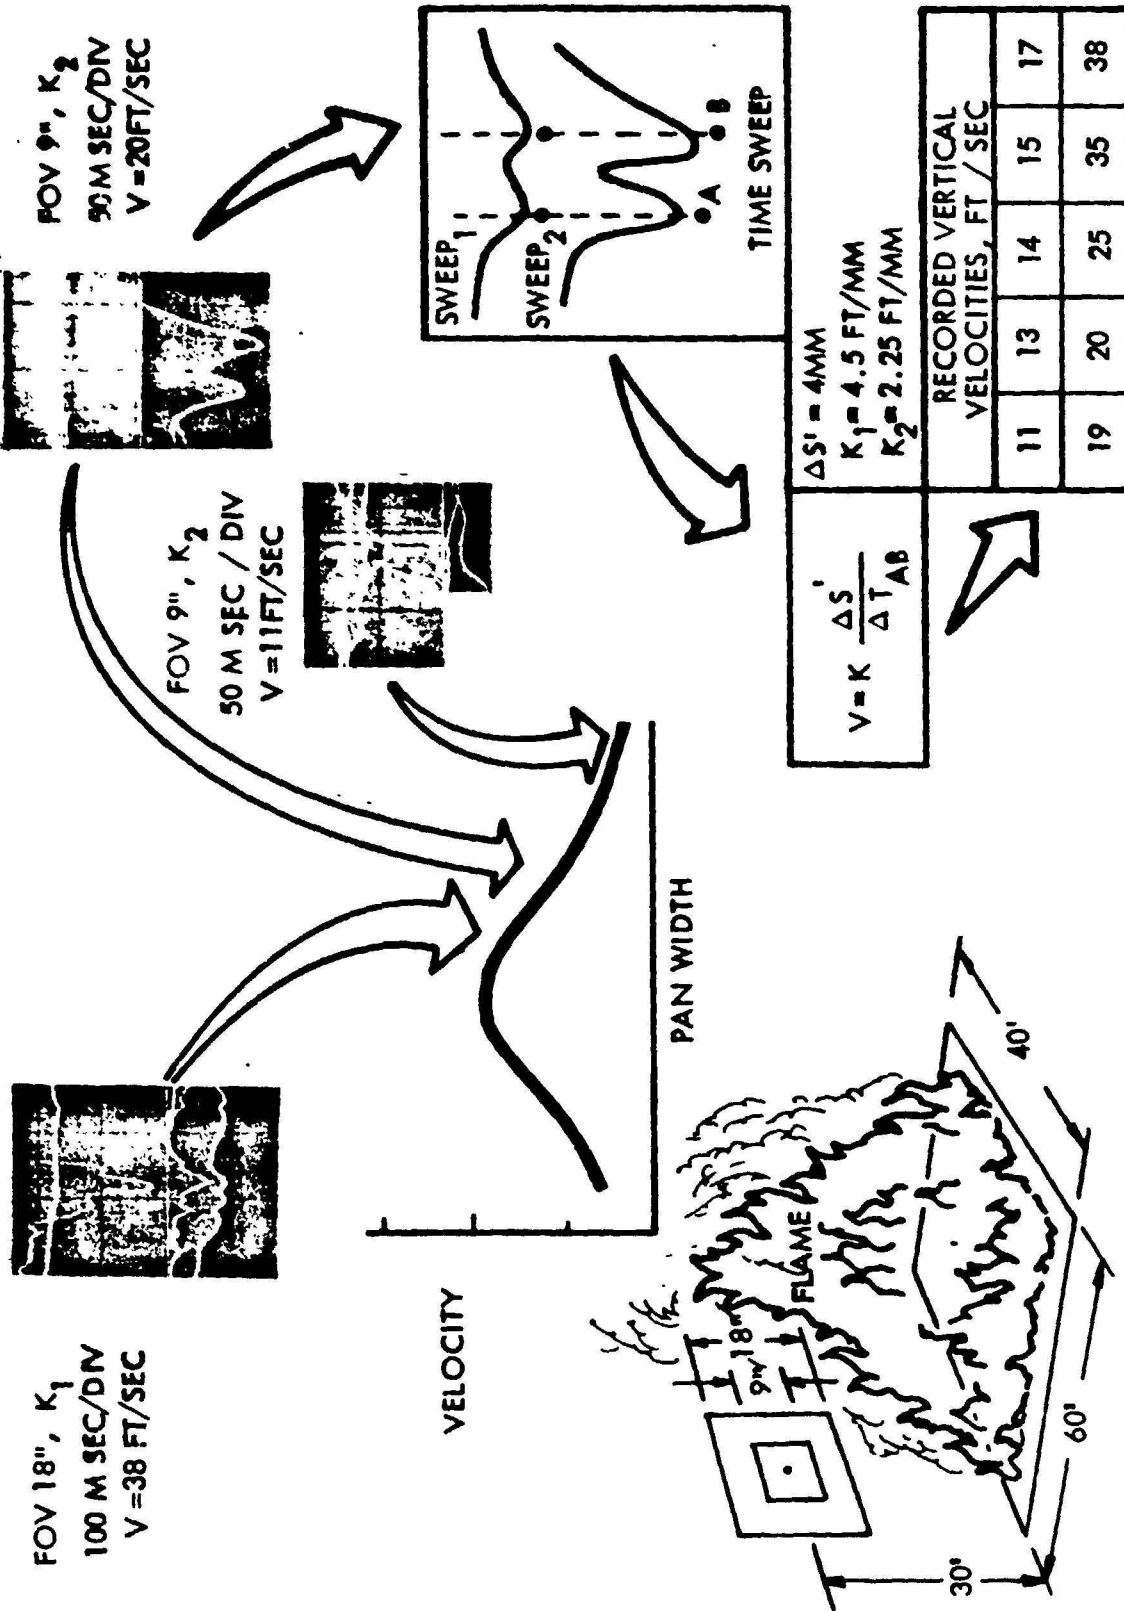 FOV 18", K1
100 M SEC/DIV
V=38 FT/SEC
FOV 9", K2
50 M SEC / DIV
V=11FT/SEC
FOV 9", K2
50M SEC/DIV
V=20FT/SEC
VELOCITY
PAN WIDTH
SWEEP1
SWEEP2
A
B
TIME SWEEP
V=K ΔS' / ΔT AB
ΔS' = 4MM
K1=4.5 FT/MM
K2=2.25 FT/MM
RECORDED VERTICAL
VELOCITIES, FT / SEC
11 13 14 15 17
19 20 25 35 38
9" 18"
FLAME
30'
60'
40'